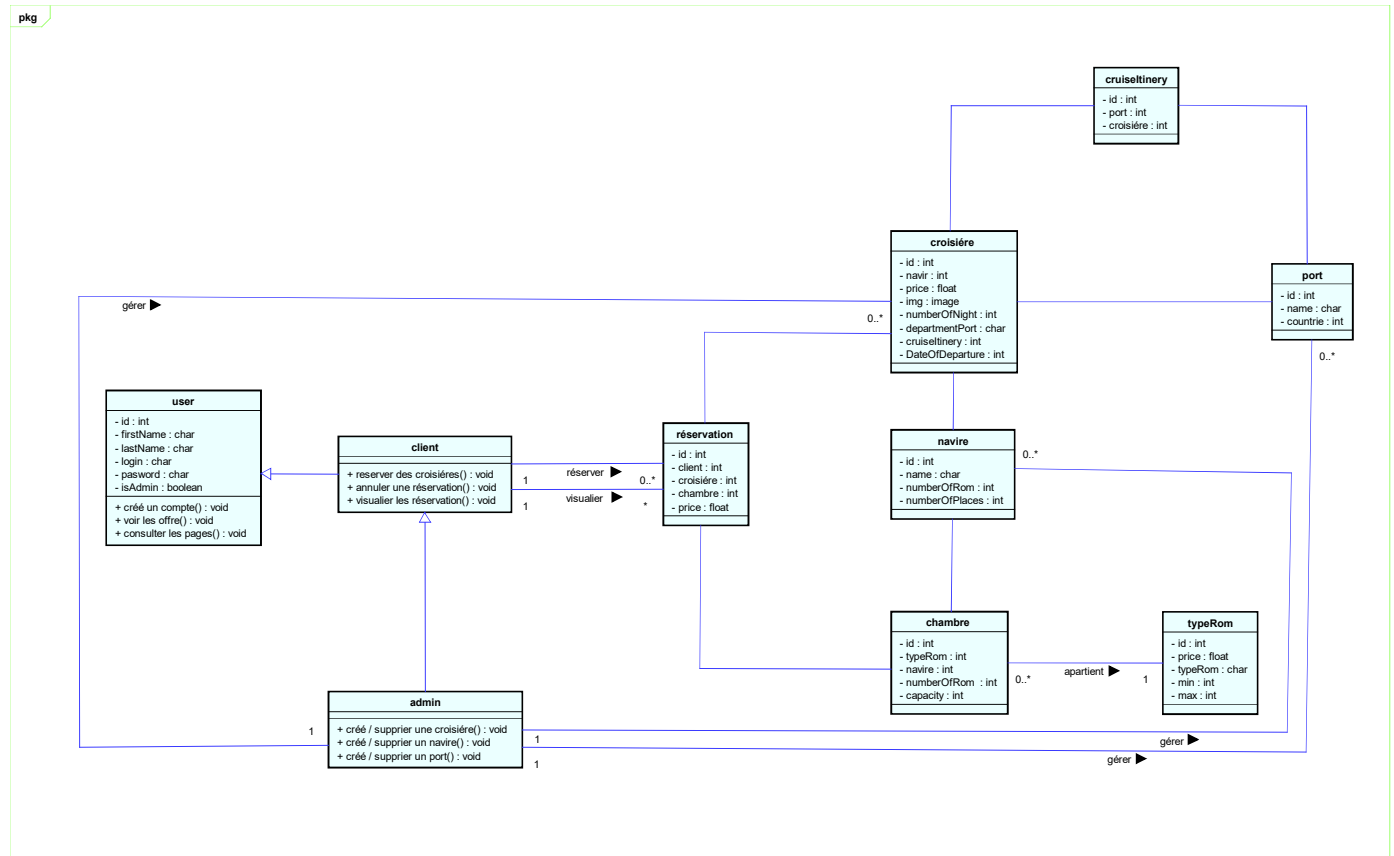 pkg
cruiseItinery
- id : int
- port : int
- croisiére : int
croisiére
- id : int
- navir : int
- price : float
- img : image
- numberOfNight : int
- departmentPort : char
- cruiseItinery : int
- DateOfDeparture : int
port
- id : int
- name : char
- countrie : int
gérer
0..*
0..*
user
- id : int
- firstName : char
- lastName : char
- login : char
- pasword : char
- isAdmin : boolean
+ créé un compte() : void
+ voir les offre() : void
+ consulter les pages() : void
client
+ reserver des croisiéres() : void
+ annuler une réservation() : void
+ visualier les réservation() : void
réserver
1
0..*
visualier
1
*
réservation
- id : int
- client : int
- croisiére : int
- chambre : int
- price : float
navire
- id : int
- name : char
- numberOfRom : int
- numberOfPlaces : int
0..*
chambre
- id : int
- typeRom : int
- navire : int
- numberOfRom : int
- capacity : int
0..*
apartient
1
typeRom
- id : int
- price : float
- typeRom : char
- min : int
- max : int
admin
+ créé / supprier une croisiére() : void
+ créé / supprier un navire() : void
+ créé / supprier un port() : void
1
1
gérer
1
gérer